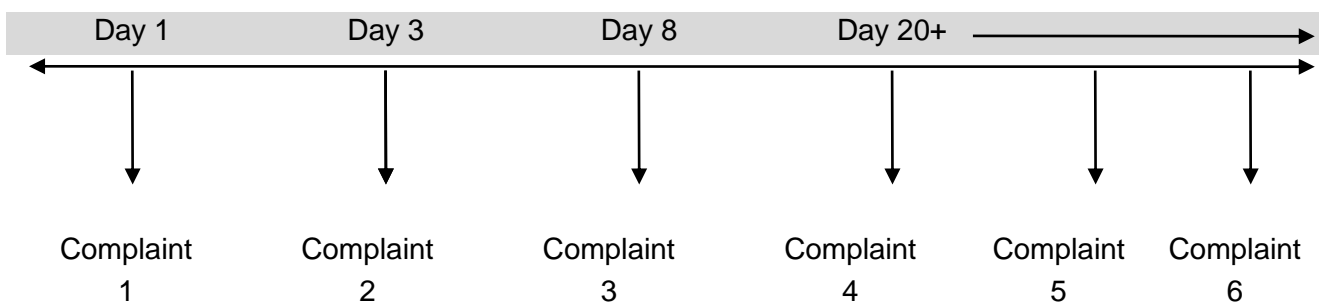 Day 1 Day 3 Day 8 Day 20+
Complaint Complaint Complaint Complaint Complaint Complaint
1 2 3 4 5 6